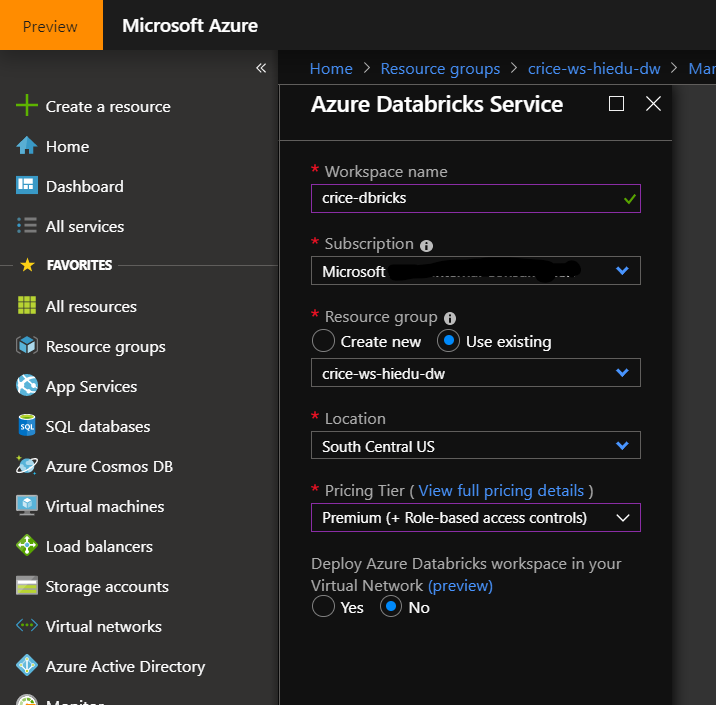 Preview
Microsoft Azure
«
Home > Resource groups > crice-ws-hiedu-dw >
Create a resource
Home
Dashboard
All services
FAVORITES
All resources
Resource groups
App Services
SQL
SQL databases
Azure Cosmos DB
Virtual machines
Load balancers
Storage accounts
Virtual networks
Azure Active Directory
Monitor
Azure Databricks Service
* Workspace name
crice-dbricks
* Subscription
Microsoft
* Resource group
Create new Use existing
crice-ws-hiedu-dw
* Location
South Central US
* Pricing Tier ( View full pricing details )
Premium (+ Role-based access controls)
Deploy Azure Databricks workspace in your
Virtual Network (preview)
Yes No